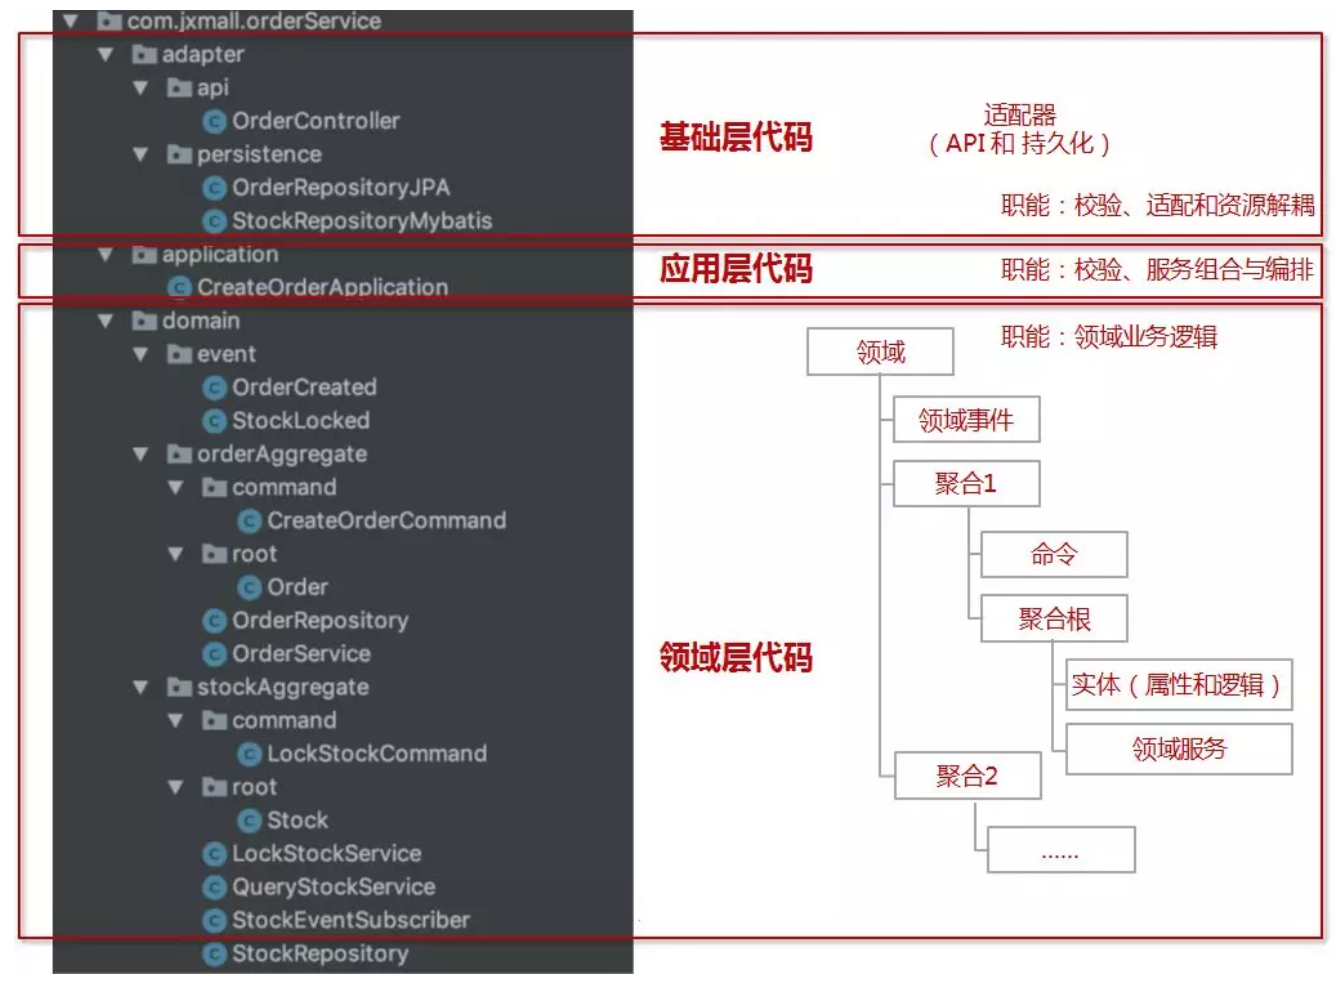 com.jxmall.orderService
adapter
api
OrderController
persistence
OrderRepositoryJPA
StockRepositoryMybatis
application
CreateOrderApplication
domain
event
OrderCreated
StockLocked
orderAggregate
command
CreateOrderCommand
root
Order
OrderRepository
OrderService
stockAggregate
command
LockStockCommand
root
Stock
LockStockService
QueryStockService
StockEventSubscriber
StockRepository
基础层代码
适配器
（API 和 持久化）
职能：校验、适配和资源解耦
应用层代码
职能：校验、服务组合与编排
领域层代码
职能：领域业务逻辑
领域
领域事件
聚合1
命令
聚合根
实体（属性和逻辑）
领域服务
聚合2
......